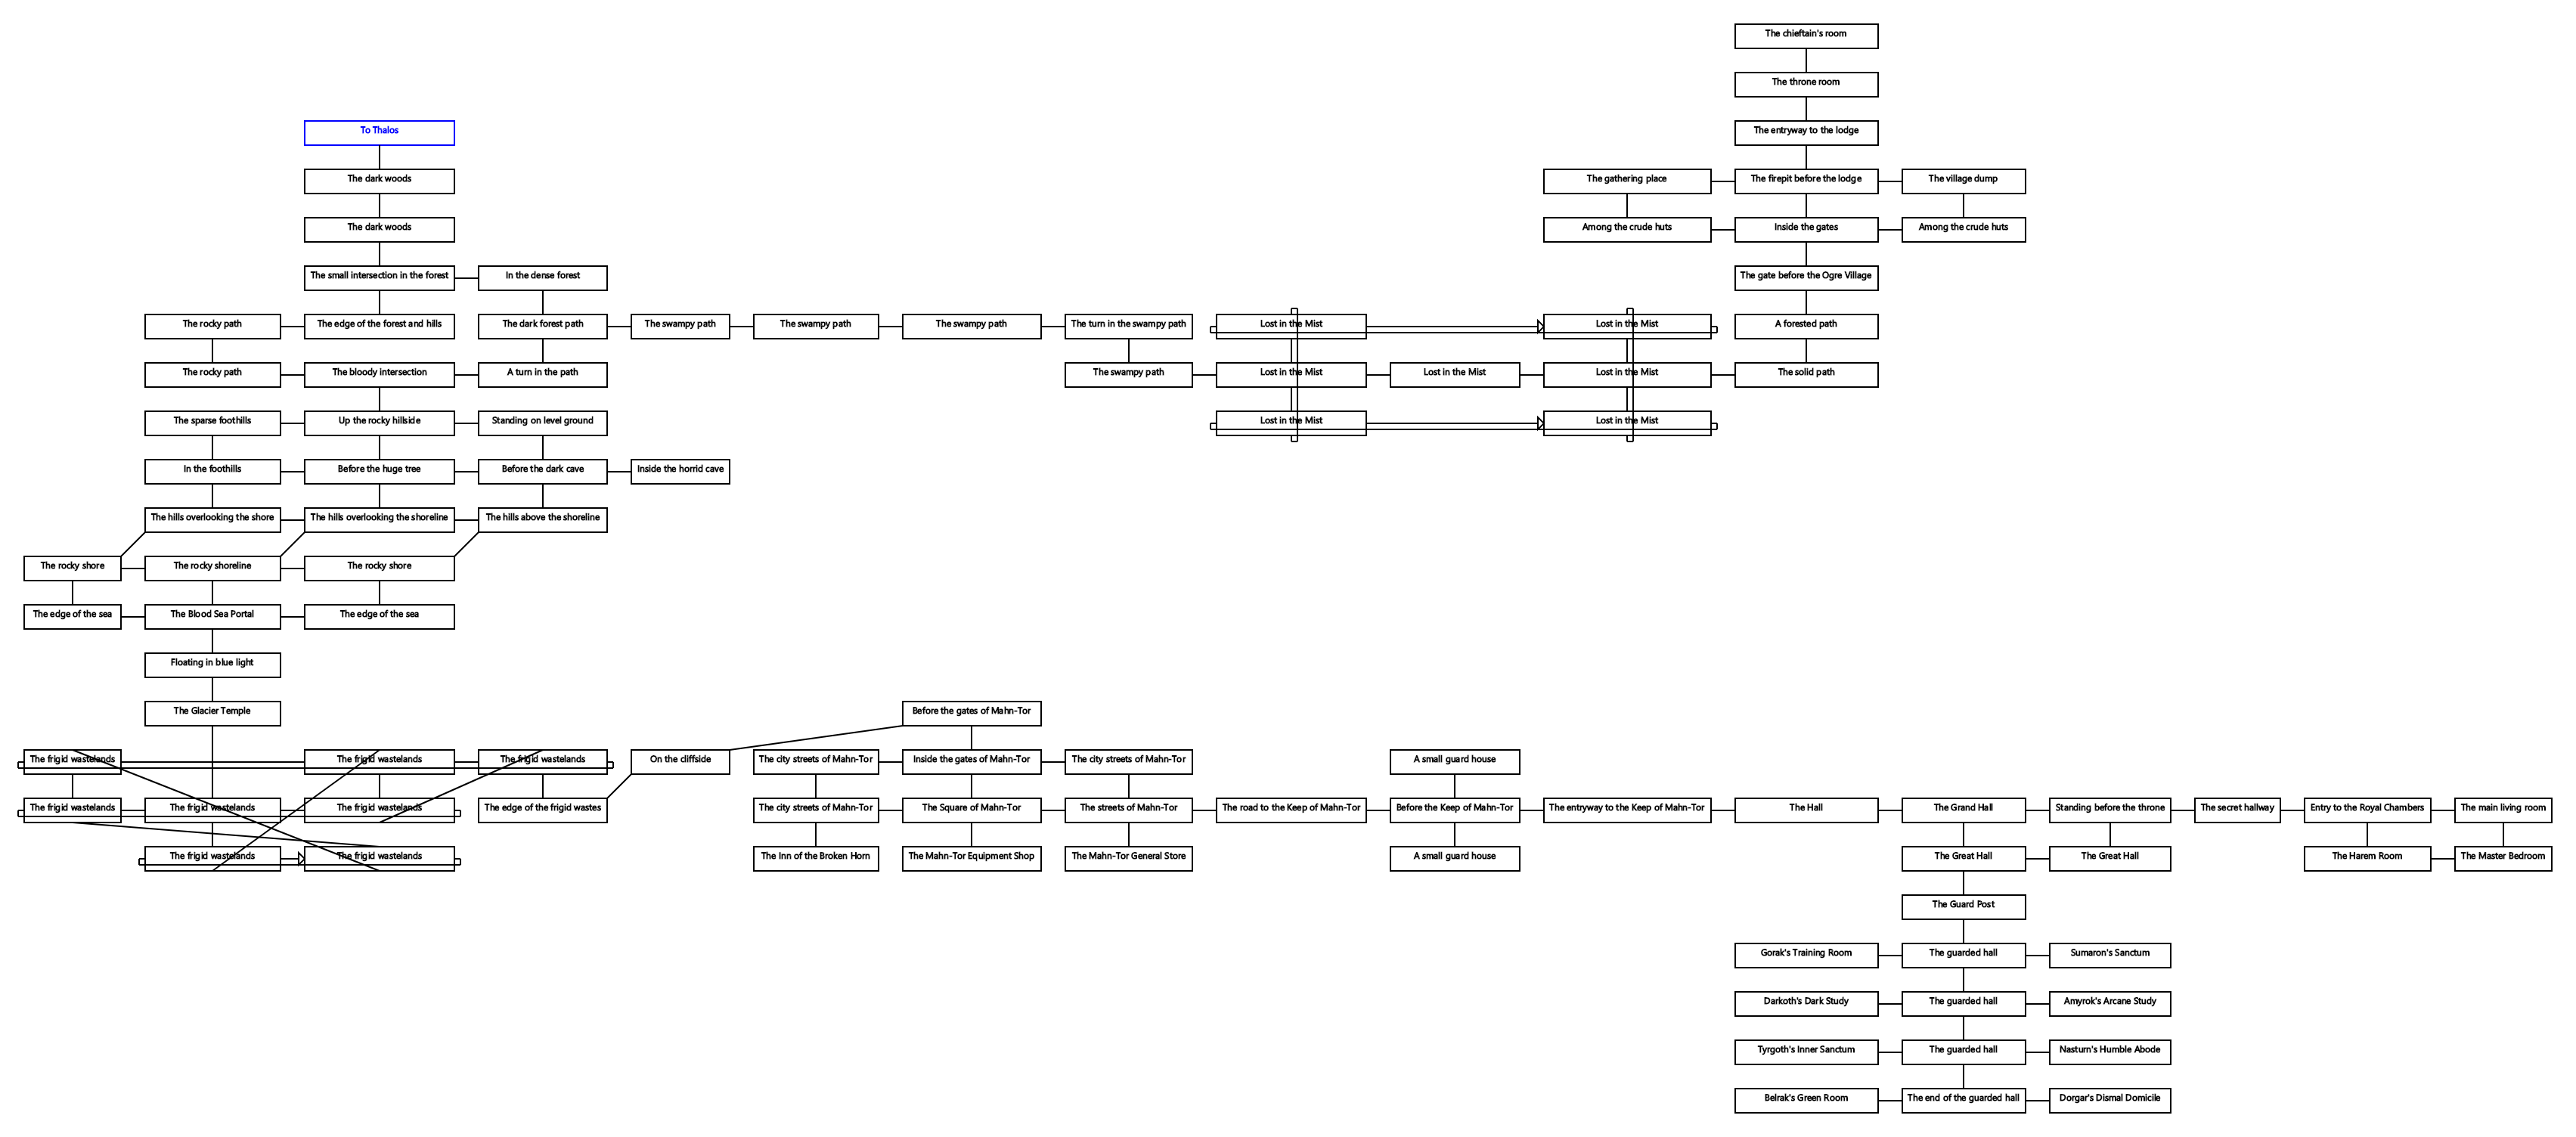 The chieftain's room
The throne room
To Thalos
The entryway to the lodge
The dark woods
The gathering place
The firepit before the lodge
The village dump
The dark woods
Among the crude huts
Inside the gates
Among the crude huts
The small intersection in the forest
In the dense forest
The gate before the Ogre Village
The rocky path
The edge of the forest and hills
The dark forest path
The swampy path
The swampy path
The swampy path
The turn in the swampy path
Lost in the Mist
Lost in the Mist
A forested path
The rocky path
The bloody intersection
A turn in the path
The swampy path
Lost in the Mist
Lost in the Mist
Lost in the Mist
The solid path
The sparse foothills
Up the rocky hillside
Standing on level ground
Lost in the Mist
Lost in the Mist
In the foothills
Before the huge tree
Before the dark cave
Inside the horrid cave
The hills overlooking the shore
The hills overlooking the shoreline
The hills above the shoreline
The rocky shore
The rocky shoreline
The rocky shore
The edge of the sea
The Blood Sea Portal
The edge of the sea
Floating in blue light
The Glacier Temple
Before the gates of Mahn-Tor
The frigid wastelands
The frigid wastelands
The frigid wastelands
On the cliffside
The city streets of Mahn-Tor
Inside the gates of Mahn-Tor
The city streets of Mahn-Tor
A small guard house
The frigid wastelands
The frigid wastelands
The frigid wastelands
The edge of the frigid wastes
The city streets of Mahn-Tor
The Square of Mahn-Tor
The streets of Mahn-Tor
The road to the Keep of Mahn-Tor
Before the Keep of Mahn-Tor
The entryway to the Keep of Mahn-Tor
The Hall
The Grand Hall
Standing before the throne
The secret hallway
Entry to the Royal Chambers
The main living room
The frigid wastelands
The frigid wastelands
The Inn of the Broken Horn
The Mahn-Tor Equipment Shop
The Mahn-Tor General Store
A small guard house
The Great Hall
The Great Hall
The Harem Room
The Master Bedroom
The Guard Post
Gorak's Training Room
The guarded hall
Sumaron's Sanctum
Darkoth's Dark Study
The guarded hall
Amyrok's Arcane Study
Tyrgoth's Inner Sanctum
The guarded hall
Nasturn's Humble Abode
Belrak's Green Room
The end of the guarded hall
Dorgar's Dismal Domicile